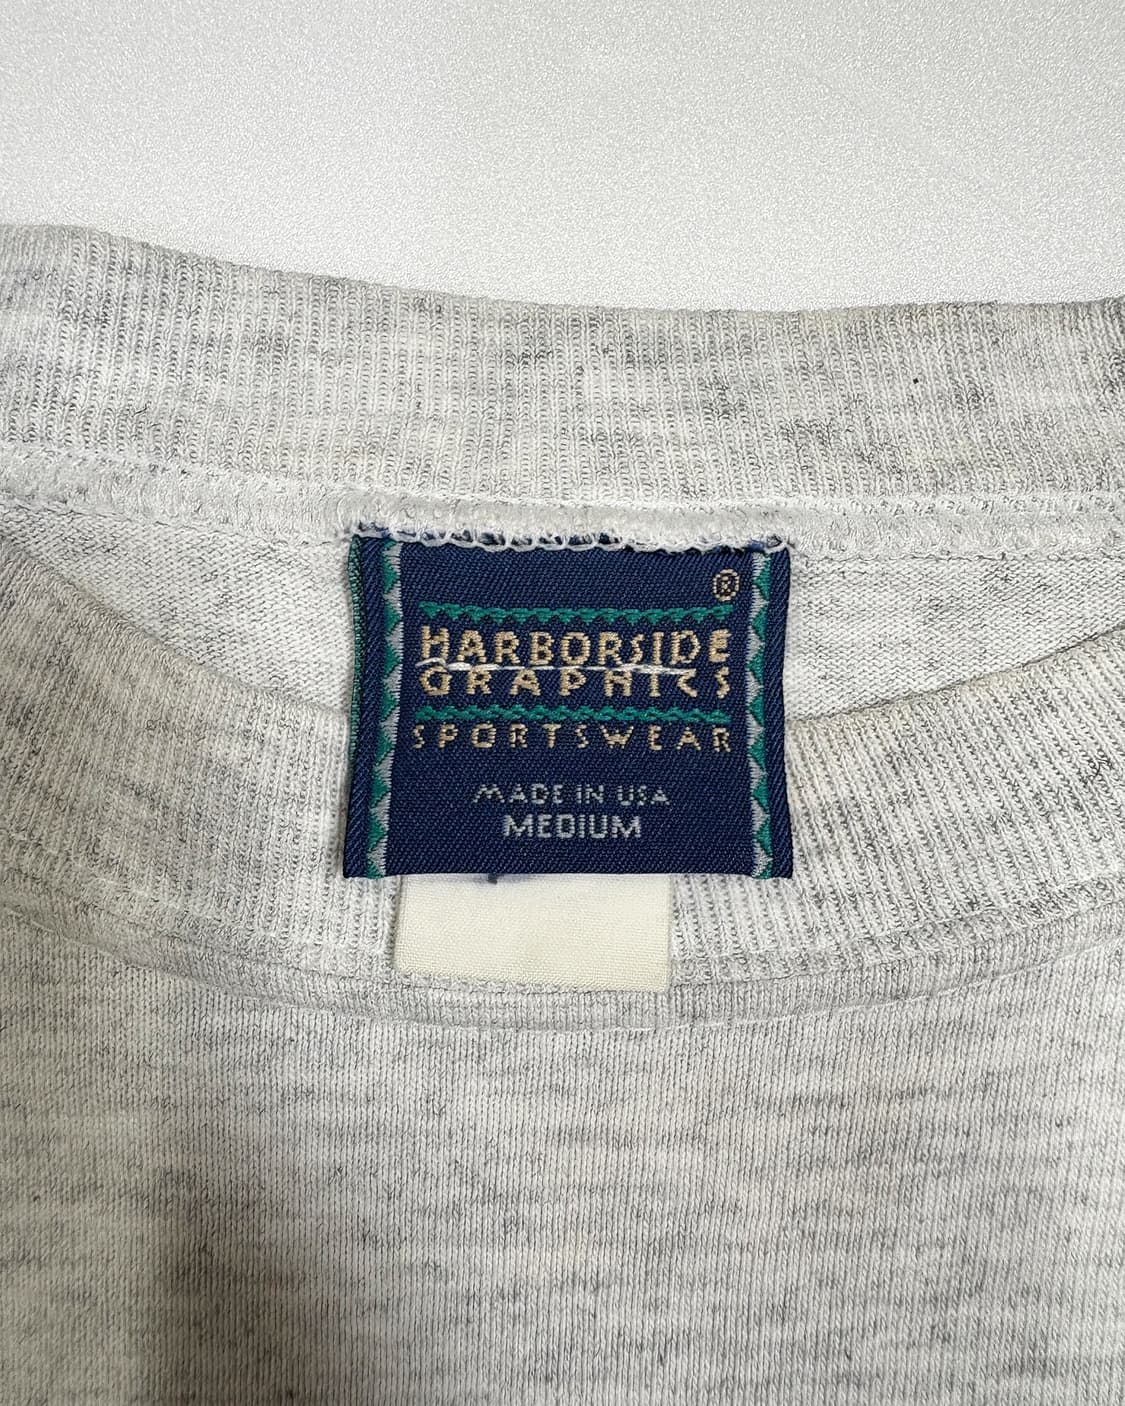 ®
HARBORSIDE
GRAPHICS
SPORTSWEAR
MADE IN USA
MEDIUM